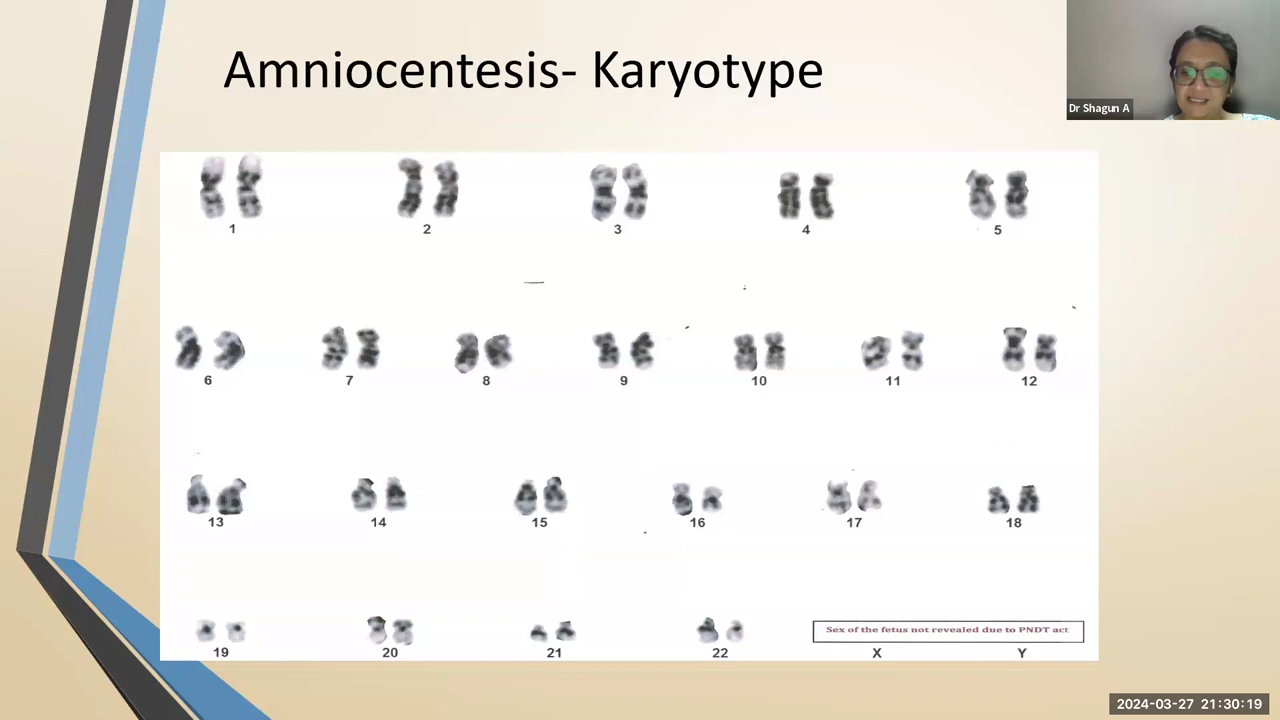 Amniocentesis- Karyotype
Dr Shagun A
1 2 3 4 5
6 7 8 9 10 11 12
13 14 15 16 17 18
Sex of the fetus not revealed due to PNDT act
19 20 21 22 X Y
2024-03-27 21:30:19